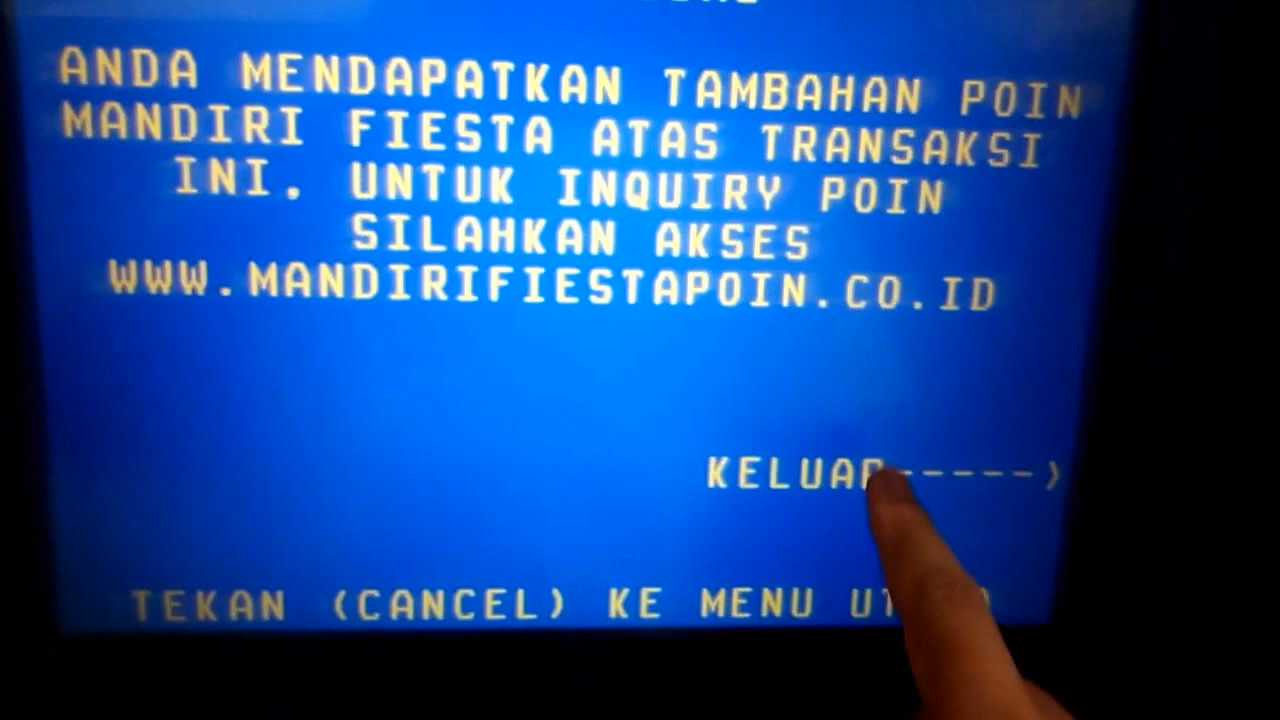 ANDA MENDAPATKAN TAMBAHAN POIN
MANDIRI FIESTA ATAS TRANSAKSI
INI. UNTUK INQUIRY POIN
SILAHKAN AKSES
WWW.MANDIRIFIESTAPOIN.CO.ID
KELUAR-----〉
TEKAN (CANCEL) KE MENU